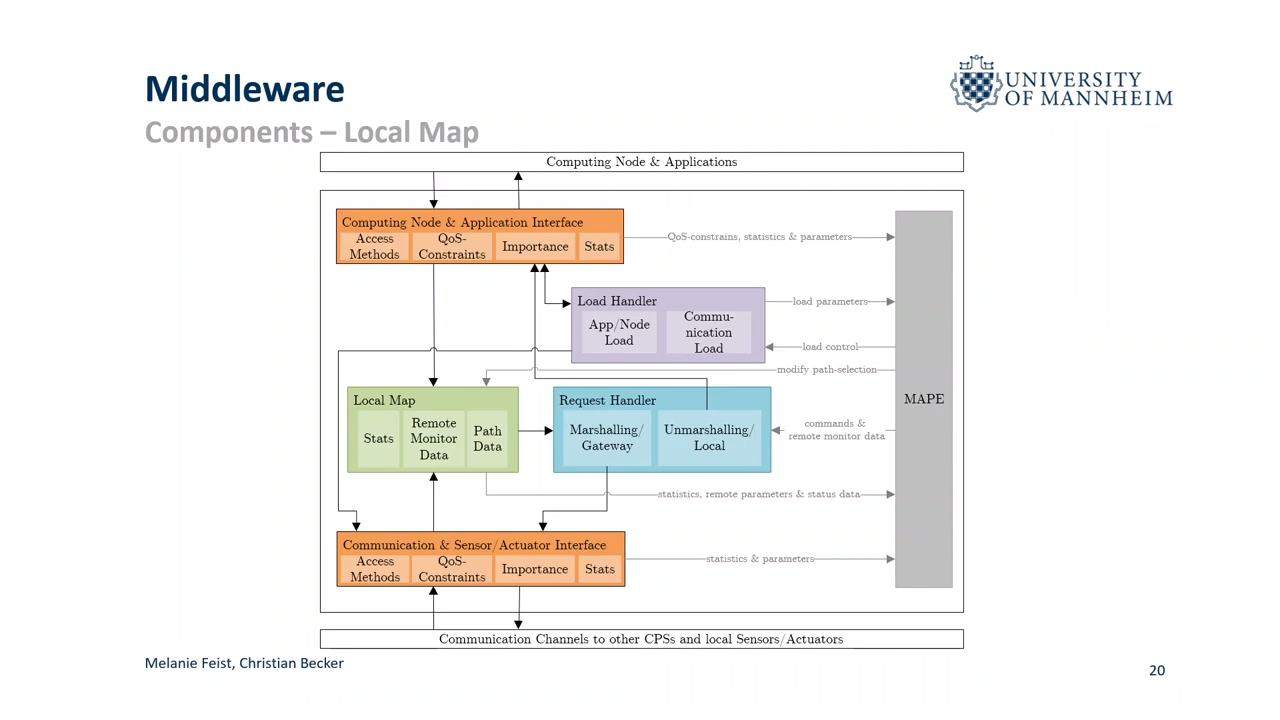 Middleware
Components – Local Map
UNIVERSITY
OF MANNHEIM
Computing Node & Applications
Computing Node & Application Interface
Access
Methods
QoS-
Constraints
Importance
Stats
QoS-constrains, statistics & parameters
Load Handler
App/Node
Load
Commu-
nication
Load
load parameters
load control
modify path-selection
MAPE
Local Map
Stats
Remote
Monitor
Data
Path
Data
Request Handler
Marshalling/
Gateway
Unmarshalling/
Local
commands &
remote monitor data
statistics, remote parameters & status data
Communication & Sensor/Actuator Interface
Access
Methods
QoS-
Constraints
Importance
Stats
statistics & parameters
Communication Channels to other CPSs and local Sensors/Actuators
Melanie Feist, Christian Becker
20